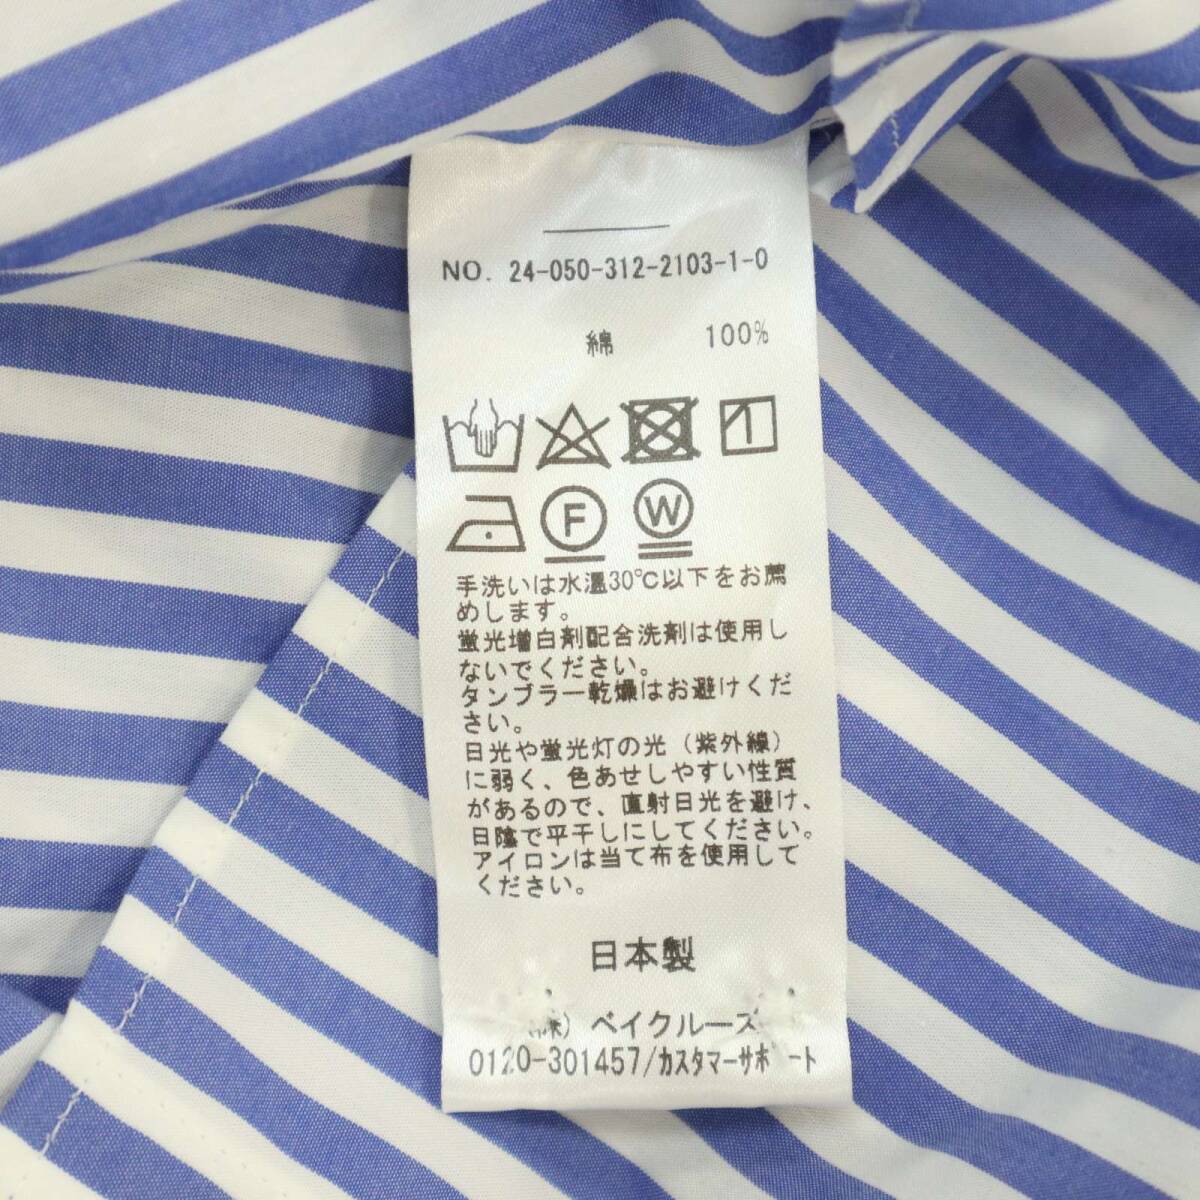 NO. 24-050-312-2103-1-0
綿 100%
F W
手洗いは水温30℃以下をお薦
めします。
蛍光増白剤配合洗剤は使用し
ないでください。
タンブラー乾燥はお避けくだ
さい。
日光や蛍光灯の光(紫外線)
に弱く、色あせしやすい性質
があるので、直射日光を避け、
日陰で平干しにしてください。
アイロンは当て布を使用して
ください。
日本製
(株) ベイクルーズ
0120-301457/カスタマーサポート